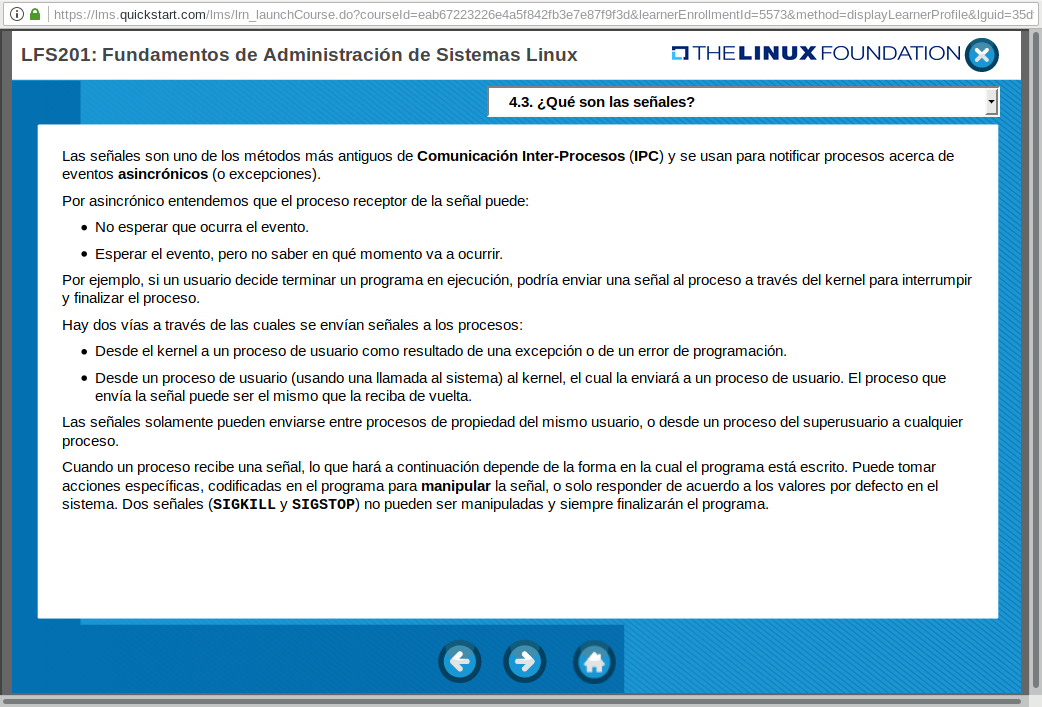 https://lms.quickstart.com/lms/lrn_launchCourse.do?courseId=eab67223226e4a5f842fb3e7e87f9f3d&learnerEnrollmentId=5573&method=displayLearnerProfile&lguid=35d
LFS201: Fundamentos de Administración de Sistemas Linux
THE LINUX FOUNDATION
4.3. ¿Qué son las señales?
Las señales son uno de los métodos más antiguos de Comunicación Inter-Procesos (IPC) y se usan para notificar procesos acerca de
eventos asincrónicos (o excepciones).
Por asincrónico entendemos que el proceso receptor de la señal puede:
• No esperar que ocurra el evento.
• Esperar el evento, pero no saber en qué momento va a ocurrir.
Por ejemplo, si un usuario decide terminar un programa en ejecución, podría enviar una señal al proceso a través del kernel para interrumpir
y finalizar el proceso.
Hay dos vías a través de las cuales se envían señales a los procesos:
• Desde el kernel a un proceso de usuario como resultado de una excepción o de un error de programación.
• Desde un proceso de usuario (usando una llamada al sistema) al kernel, el cual la enviará a un proceso de usuario. El proceso que
envía la señal puede ser el mismo que la reciba de vuelta.
Las señales solamente pueden enviarse entre procesos de propiedad del mismo usuario, o desde un proceso del superusuario a cualquier
proceso.
Cuando un proceso recibe una señal, lo que hará a continuación depende de la forma en la cual el programa está escrito. Puede tomar
acciones específicas, codificadas en el programa para manipular la señal, o solo responder de acuerdo a los valores por defecto en el
sistema. Dos señales (SIGKILL y SIGSTOP) no pueden ser manipuladas y siempre finalizarán el programa.